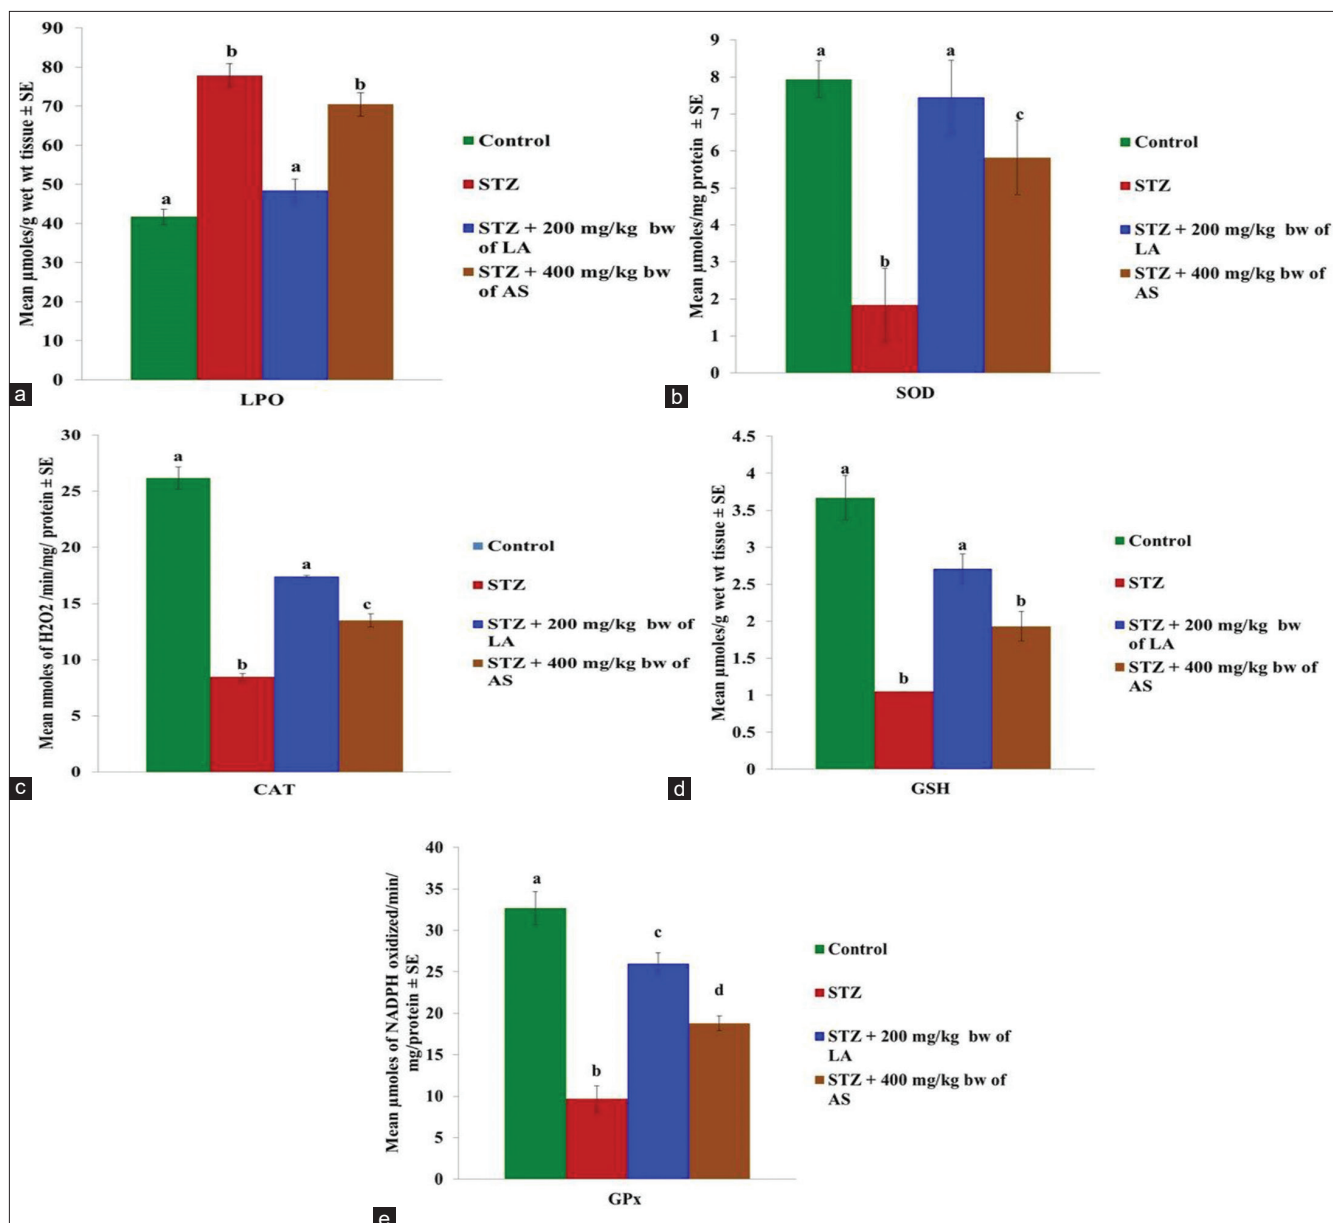 Mean μmoles/g wet wt tissue ± SE
90
80
70
60
50
40
30
20
10
0
a
b
a
b
LPO
Control
STZ
STZ + 200 mg/kg bw
of LA
STZ + 400 mg/kg bw
of AS
a
Mean μmoles/mg protein ± SE
9
8
7
6
5
4
3
2
1
0
a
b
a
c
SOD
Control
STZ
STZ + 200 mg/kg bw of
LA
STZ + 400 mg/kg bw of
AS
b
Mean nmoles of H2O2 /min/mg/ protein ± SE
30
25
20
15
10
5
0
a
b
a
c
CAT
Control
STZ
STZ + 200 mg/kg bw of
LA
STZ + 400 mg/kg bw of
AS
c
Mean μmoles/g wet wt tissue ± SE
4.5
4
3.5
3
2.5
2
1.5
1
0.5
0
a
b
a
b
GSH
Control
STZ
STZ + 200 mg/kg bw
of LA
STZ + 400 mg/kg bw of
AS
d
Mean μmoles of NADPH oxidized/min/
mg/protein ± SE
40
35
30
25
20
15
10
5
0
a
b
c
d
GPx
Control
STZ
STZ + 200 mg/kg bw of
LA
STZ + 400 mg/kg bw of
AS
e